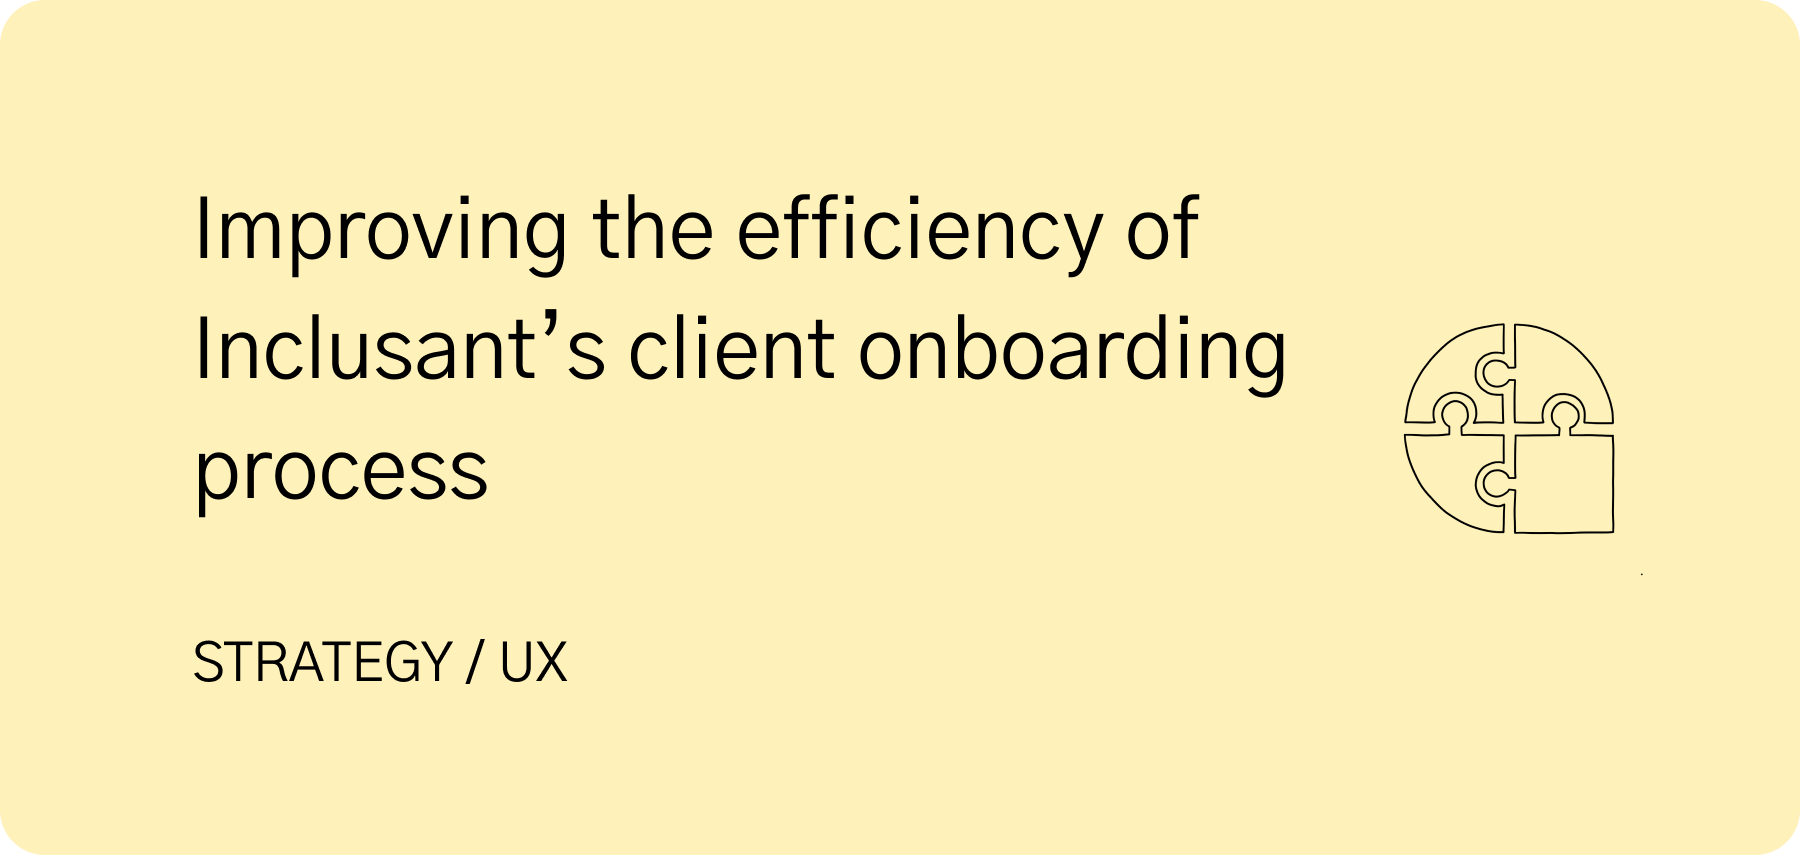 Improving the efficiency of
Inclusant’s client onboarding
process
STRATEGY / UX